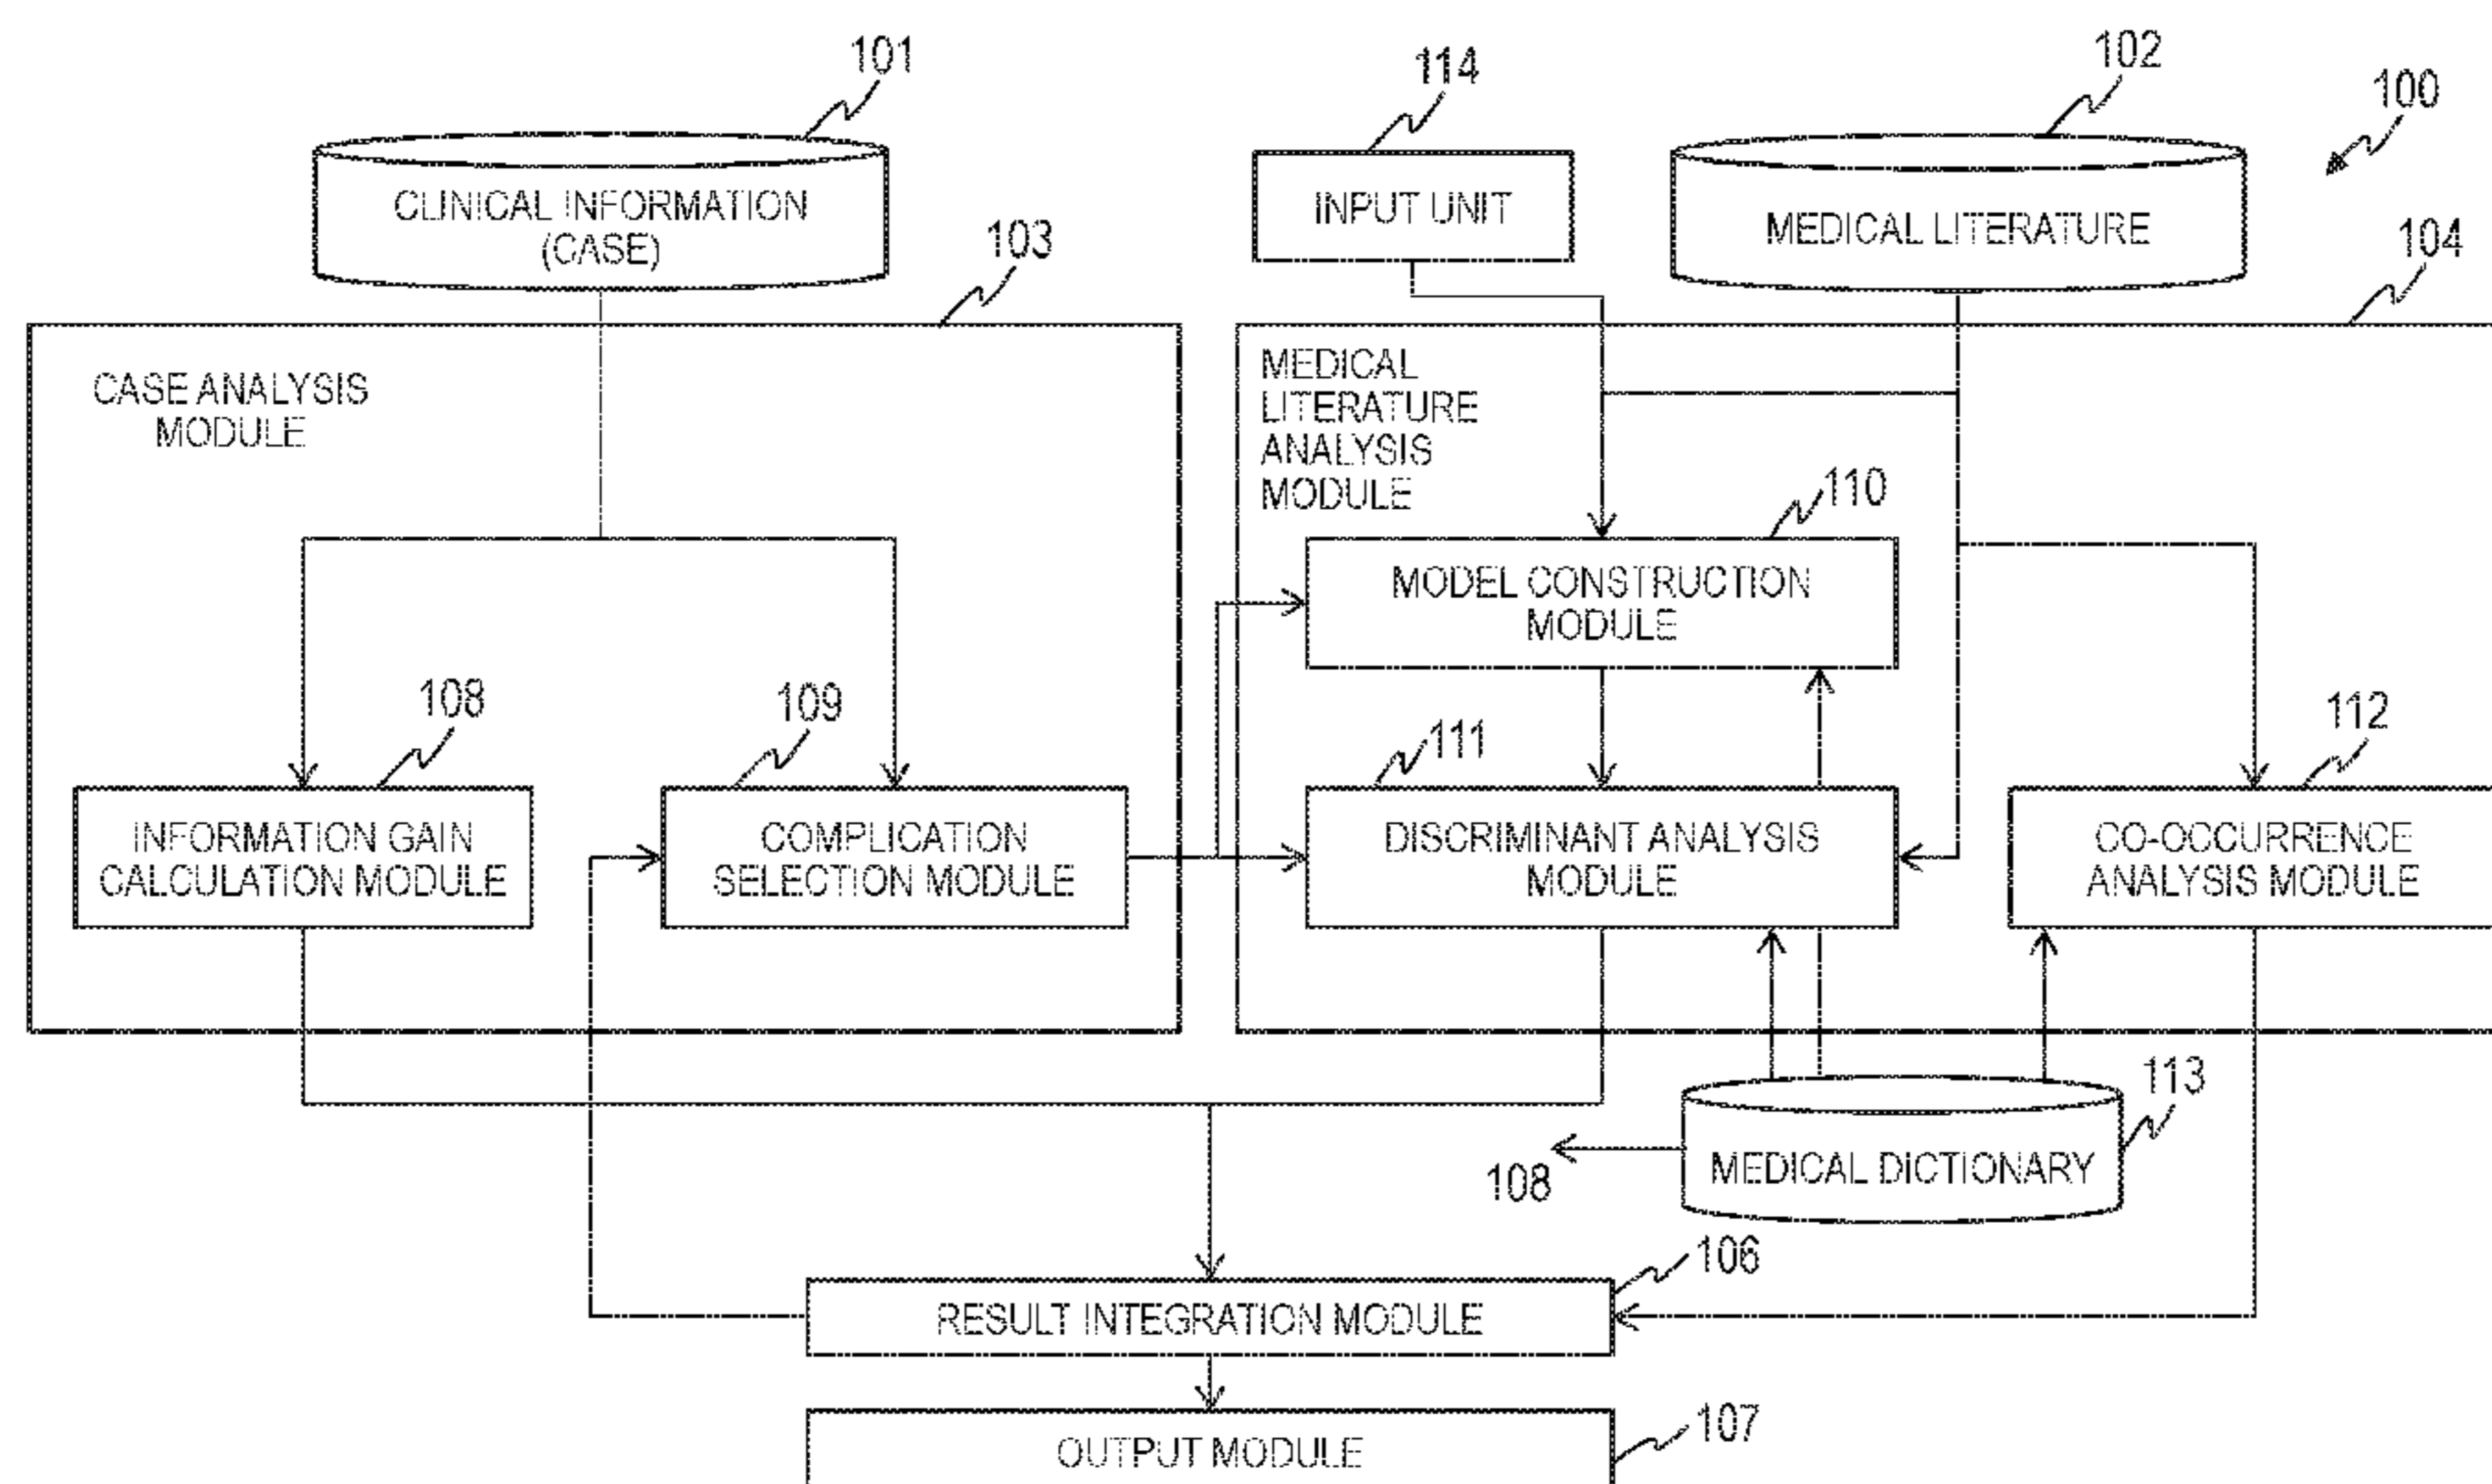 101
114
102
100
CLINICAL INFORMATION
(CASE)
INPUT UNIT
MEDICAL LITERATURE
103
104
CASE ANALYSIS
MODULE
MEDICAL
LITERATURE
ANALYSIS
MODULE
110
MODEL CONSTRUCTION
MODULE
108
109
111
112
INFORMATION GAIN
CALCULATION MODULE
COMPLICATION
SELECTION MODULE
DISCRIMINANT ANALYSIS
MODULE
CO-OCCURRENCE
ANALYSIS MODULE
113
108
MEDICAL DICTIONARY
106
RESULT INTEGRATION MODULE
107
OUTPUT MODULE